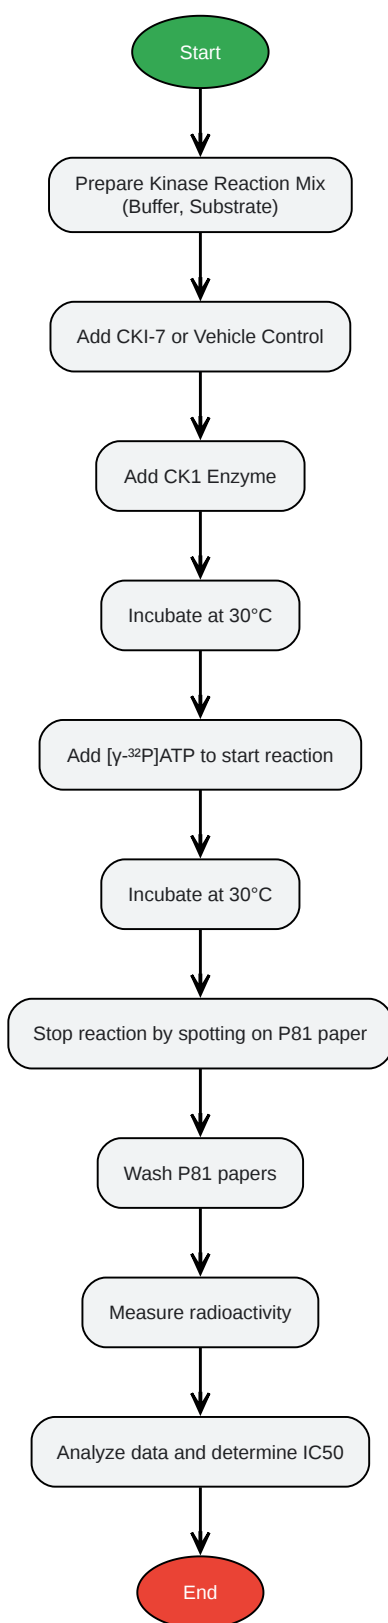 Start
Prepare Kinase Reaction Mix
(Buffer, Substrate)
Add CKI-7 or Vehicle Control
Add CK1 Enzyme
Incubate at 30°C
Add [γ-³²P]ATP to start reaction
Incubate at 30°C
Stop reaction by spotting on P81 paper
Wash P81 papers
Measure radioactivity
Analyze data and determine IC50
End